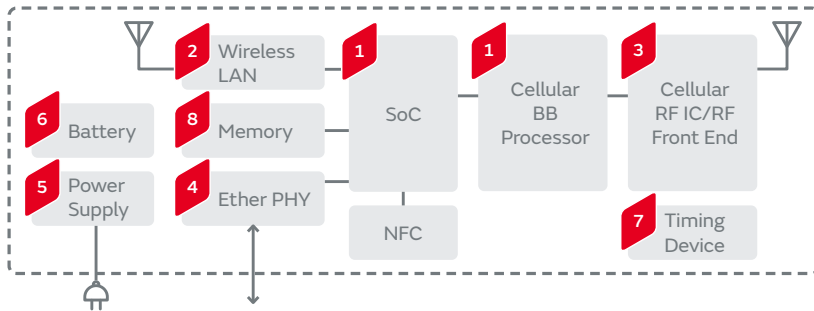 2
Wireless
LAN
1
SoC
1
Cellular
BB
Processor
3
Cellular
RF IC/RF
Front End
6
Battery
8
Memory
5
Power
Supply
4
Ether PHY
NFC
7
Timing
Device